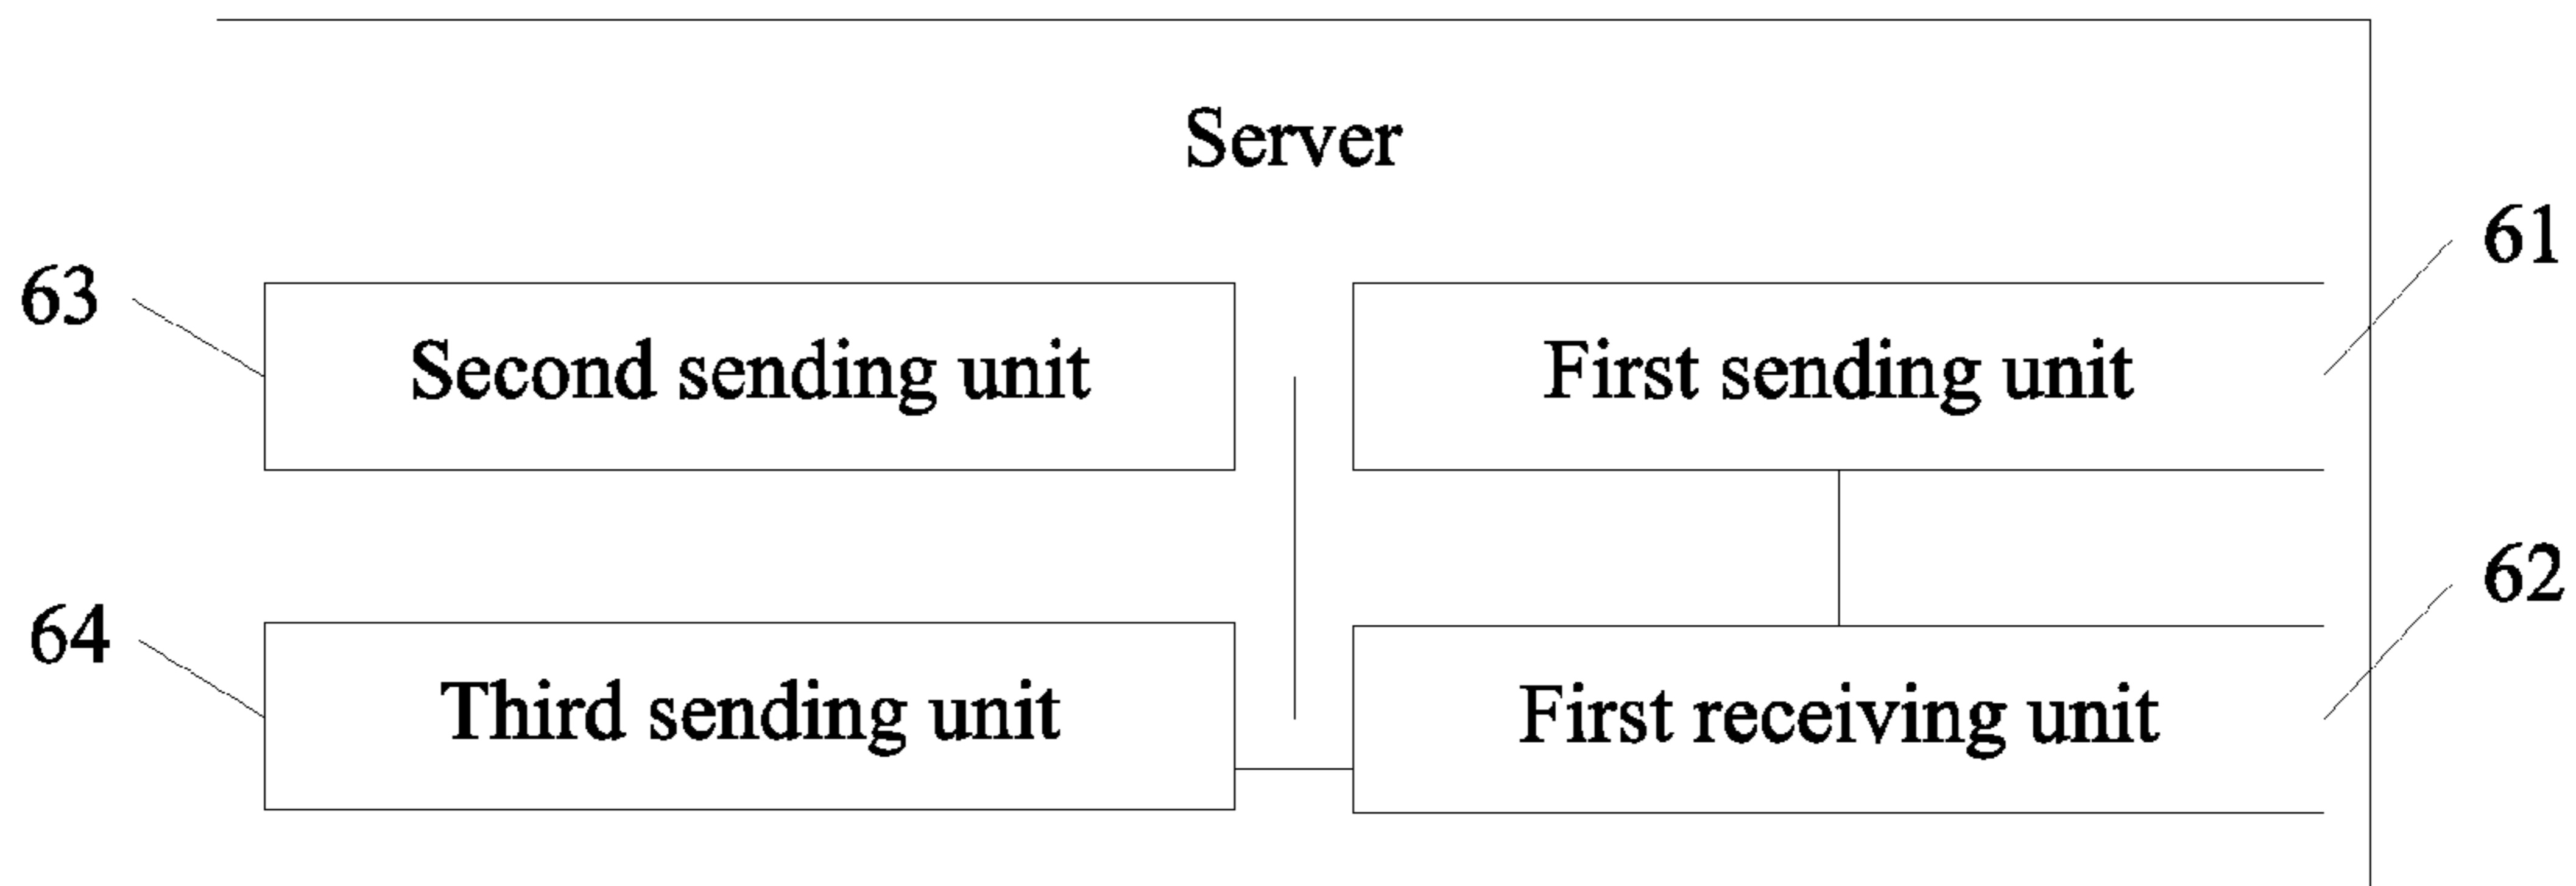 Server
61
63
Second sending unit
First sending unit
62
64
Third sending unit
First receiving unit